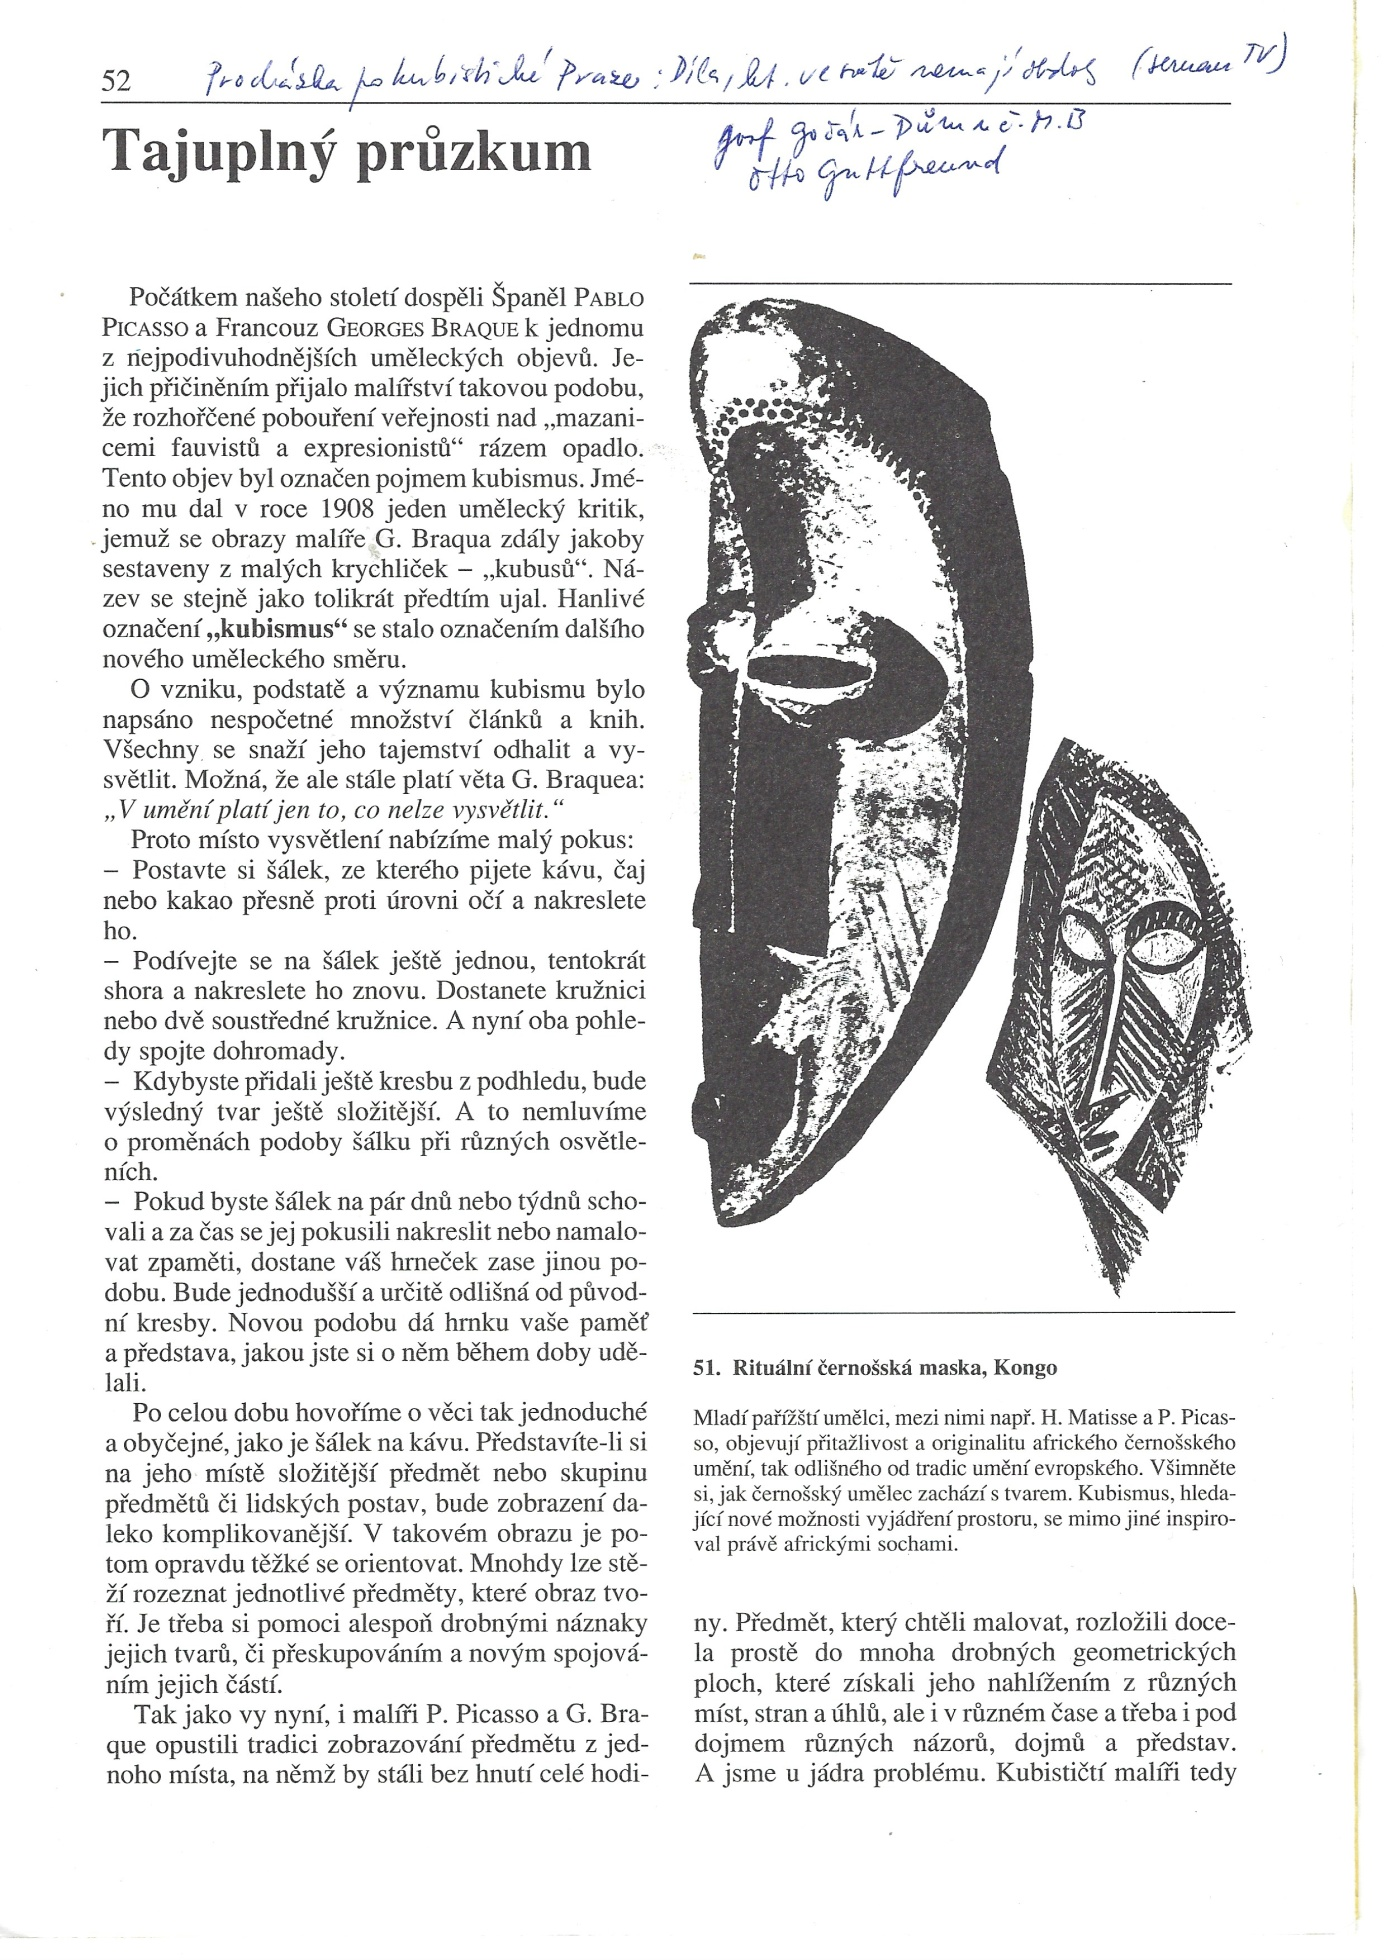 52
Procházka po kubistické Praze: Díla, kt. ve světě nemají obdoby (seznam TV)
Tajuplný průzkum
Josef Gočár - Dům u č. M. B
Otto Guttfreund
Počátkem našeho století dospěli Španěl PABLO
PICASSO a Francouz GEORGES BRAQUE k jednomu
z nejpodivuhodnějších uměleckých objevů. Je-
jich přičiněním přijalo malířství takovou podobu,
že rozhořčené pobouření veřejnosti nad „mazani-
cemi fauvistů a expresionistů“ rázem opadlo.
Tento objev byl označen pojmem kubismus. Jmé-
no mu dal v roce 1908 jeden umělecký kritik,
jemuž se obrazy malíře G. Braqua zdály jakoby
sestaveny z malých krychliček – „kubusů“. Ná-
zev se stejně jako tolikrát předtím ujal. Hanlivé
označení „kubismus“ se stalo označením dalšího
nového uměleckého směru.
O vzniku, podstatě a významu kubismu bylo
napsáno nespočetné množství článků a knih.
Všechny se snaží jeho tajemství odhalit a vy-
světlit. Možná, že ale stále platí věta G. Braquea:
„V umění platí jen to, co nelze vysvětlit.“
Proto místo vysvětlení nabízíme malý pokus:
– Postavte si šálek, ze kterého pijete kávu, čaj
nebo kakao přesně proti úrovni očí a nakreslete
ho.
– Podívejte se na šálek ještě jednou, tentokrát
shora a nakreslete ho znovu. Dostanete kružnici
nebo dvě soustředné kružnice. A nyní oba pohle-
dy spojte dohromady.
– Kdybyste přidali ještě kresbu z podhledu, bude
výsledný tvar ještě složitější. A to nemluvíme
o proměnách podoby šálku při různých osvětle-
ních.
– Pokud byste šálek na pár dnů nebo týdnů scho-
vali a za čas se jej pokusili nakreslit nebo namalo-
vat zpaměti, dostane váš hrneček zase jinou po-
dobu. Bude jednodušší a určitě odlišná od původ-
ní kresby. Novou podobu dá hrnku vaše paměť
a představa, jakou jste si o něm během doby udě-
lali.
Po celou dobu hovoříme o věci tak jednoduché
a obyčejné, jako je šálek na kávu. Představíte-li si
na jeho místě složitější předmět nebo skupinu
předmětů či lidských postav, bude zobrazení da-
leko komplikovanější. V takovém obrazu je po-
tom opravdu těžké se orientovat. Mnohdy lze stě-
ží rozeznat jednotlivé předměty, které obraz tvo-
ří. Je třeba si pomoci alespoň drobnými náznaky
jejich tvarů, či přeskupováním a novým spojová-
ním jejich částí.
Tak jako vy nyní, i malíři P. Picasso a G. Bra-
que opustili tradici zobrazování předmětu z jed-
noho místa, na němž by stáli bez hnutí celé hodi-
51. Rituální černošská maska, Kongo
Mladí pařížští umělci, mezi nimi např. H. Matisse a P. Picas-
so, objevují přitažlivost a originalitu afrického černošského
umění, tak odlišného od tradic umění evropského. Všimněte
si, jak černošský umělec zachází s tvarem. Kubismus, hleda-
jící nové možnosti vyjádření prostoru, se mimo jiné inspiro-
val právě africkými sochami.
ny. Předmět, který chtěli malovat, rozložili doce-
la prostě do mnoha drobných geometrických
ploch, které získali jeho nahlížením z různých
míst, stran a úhlů, ale i v různém čase a třeba i pod
dojmem různých názorů, dojmů a představ.
A jsme u jádra problému. Kubističtí malíři tedy